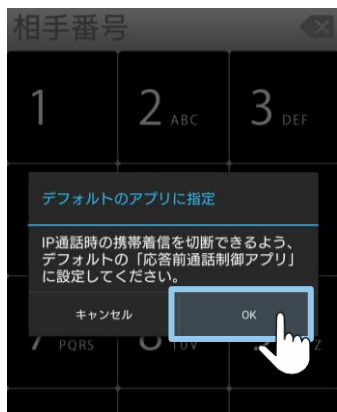 相手番号
1
2 ABC
3 DEF
デフォルトのアプリに指定
IP通話時の携帯着信を切断できるよう、
デフォルトの「応答前通話制御アプリ」
に設定してください。
キャンセル
OK
PQRS
TUV
Z